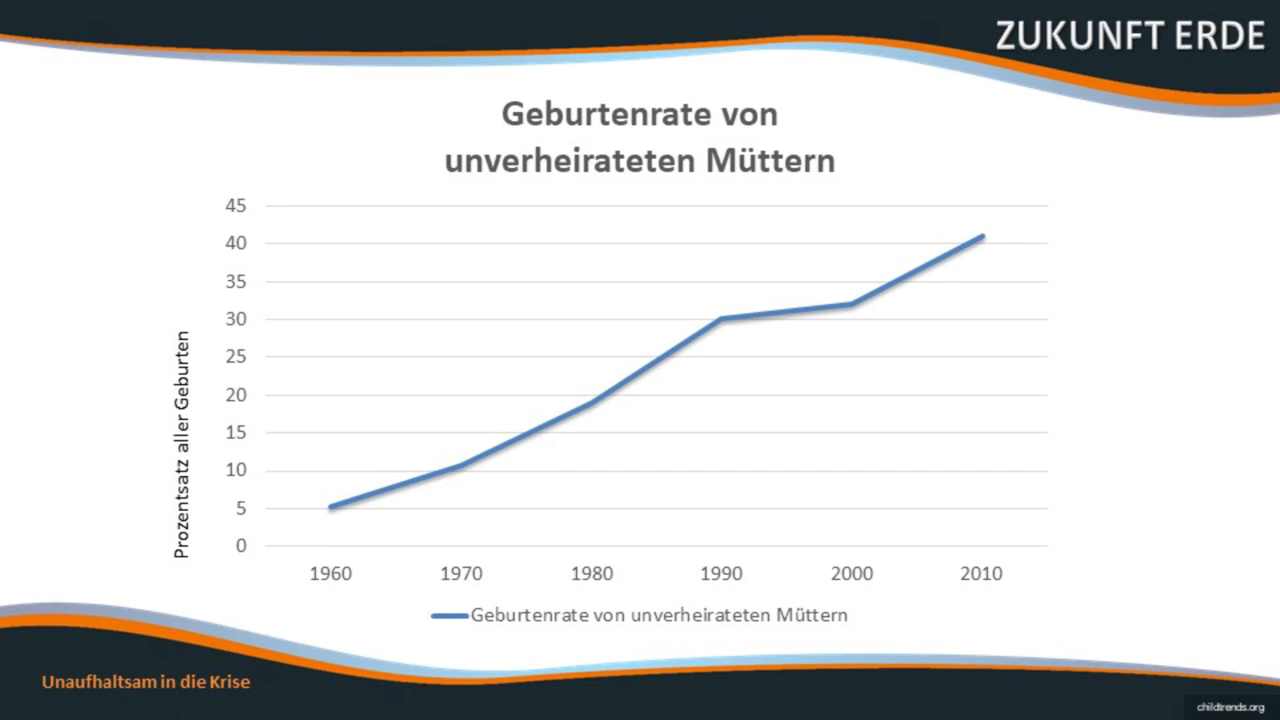 ZUKUNFT ERDE
Geburtenrate von
unverheirateten Müttern
45
40
35
30
25
20
15
10
5
0
Prozentsatz aller Geburten
1960 1970 1980 1990 2000 2010
Geburtenrate von unverheirateten Müttern
Unaufhaltsam in die Krise
childtrends.org